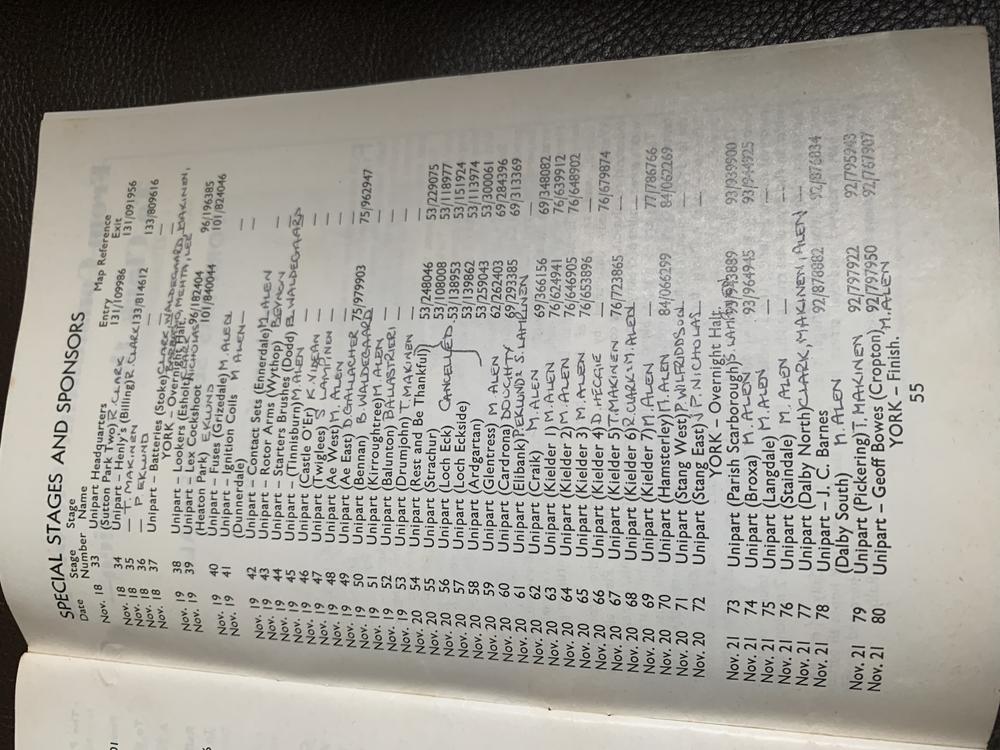 SPECIAL STAGES AND SPONSORS
Date Stage Number Stage Name Map Reference Entry Exit
Nov. 18 33 Unipart Headquarters
(Sutton Park Two) R. CLARK 131/109986 131/091956
Nov. 18 34 Unipart – Henly's (Billing) R. CLARK 133/814612 133/809616
Nov. 18 35 — T. MAKINEN
Nov. 18 36 P EKLUND
Nov. 18 37 Unipart – Batteries (Stoke) CLARK, WALDEGAARD, MAKINEN, — —
YORK – Overnight Halt.
Nov. 19 38 Unipart – Lookers (Esholt)
Nov. 19 39 Unipart – Lex Cockshoot NICHOLAS
(Heaton Park) EKLUND 96/182404 96/196385
Nov. 19 40 Unipart – Fuses (Grizedale) M. ALEN 101/840044 101/824046
Nov. 19 41 Unipart – Ignition Coils
(Dunnerdale) M ALEN — —
Nov. 19 42 Unipart – Contact Sets (Ennerdale) M. ALEN
Nov. 19 43 Unipart – Rotor Arms (Wythop)
Nov. 19 44 Unipart – Starters Brushes (Dodd) B. WALDEGAARD
Nov. 19 45 Unipart – (Tinnisburn) M. ALEN
Nov. 19 46 Unipart (Castle O'Er)
Nov. 19 47 Unipart (Twiglees) S LAMPINEN
Nov. 19 48 Unipart (Ae West) M. ALEN
Nov. 19 49 Unipart (Ae East) D. GALLACHER
Nov. 19 50 Unipart (Bennan) B. WALDEGAARD 75/979903 75/962947
Nov. 19 51 Unipart (Kirroughtree) M. ALEN — —
Nov. 19 52 Unipart (Balunton) BALASTRIERI — —
Nov. 19 53 Unipart (Drumjohn) T. MAKINEN — —
Nov. 20 54 Unipart (Rest and Be Thankful)
Nov. 20 55 Unipart (Strachur) 53/248046 53/229075
Nov. 20 56 Unipart (Loch Eck) CANCELLED 53/108008 53/118977
Nov. 20 57 Unipart (Loch Eckside) 53/138953 53/151924
Nov. 20 58 Unipart (Ardgartan) 53/139862 53/113974
Nov. 20 59 Unipart (Glentress) M. ALEN 53/259043 53/300061
Nov. 20 60 Unipart (Cardrona) DOUGHTY 62/262403 69/284396
Nov. 20 61 Unipart (Elibank) EKLUND & S. LAMPINEN 69/293385 69/313369
Nov. 20 62 Unipart (Craik) M. ALEN
Nov. 20 63 Unipart (Kielder 1) M. ALEN 69/366156 69/348082
Nov. 20 64 Unipart (Kielder 2) M. ALEN 76/624941 76/639912
Nov. 20 65 Unipart (Kielder 3) M. ALEN 76/646905 76/648902
Nov. 20 66 Unipart (Kielder 4) D. HEGGIE 76/653896 —
Nov. 20 67 Unipart (Kielder 5) T. MAKINEN 76/723865 76/679874
Nov. 20 68 Unipart (Kielder 6) R. CLARK & M. ALEN
Nov. 20 69 Unipart (Kielder 7) M. ALEN — 77/786766
Nov. 20 70 Unipart (Hamsterley) M. ALEN 84/066299 84/062269
Nov. 20 71 Unipart (Stang West) P. WILFRIDDSON — —
Nov. 20 72 Unipart (Stang East) J P. NICHOLAS — —
YORK – Overnight Halt.
Nov. 21 73 Unipart (Parish Scarborough) S. LAMPINEN 93/939900
Nov. 21 74 Unipart (Broxa) M. ALEN 93/964945 93/944925
Nov. 21 75 Unipart (Langdale) M. ALEN — —
Nov. 21 76 Unipart (Staindale) M. ALEN — —
Nov. 21 77 Unipart (Dalby North) CLARK, MAKINEN, ALEN
Nov. 21 78 Unipart – J. C. Barnes
(Dalby South) M ALEN 92/878882 92/876834
Nov. 21 79 Unipart (Pickering) T. MAKINEN 92/797922 92/795943
Nov. 21 80 Unipart – Geoff Bowes (Cropton) M. ALEN 92/797950 92/767907
YORK – Finish.
55